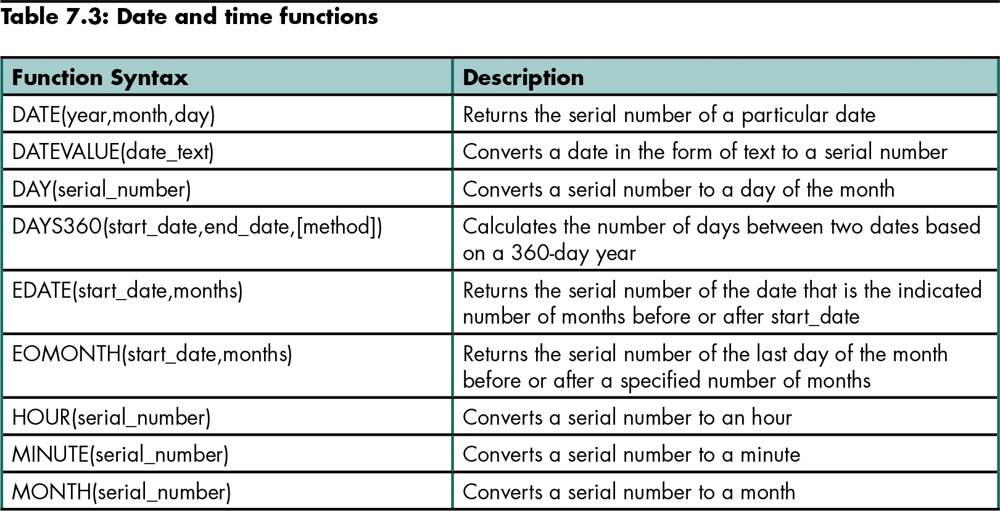 Table 7.3: Date and time functions
Function Syntax Description
DATE(year,month,day) Returns the serial number of a particular date
DATEVALUE(date_text) Converts a date in the form of text to a serial number
DAY(serial_number) Converts a serial number to a day of the month
DAYS360(start_date,end_date,[method]) Calculates the number of days between two dates based
on a 360-day year
EDATE(start_date,months) Returns the serial number of the date that is the indicated
number of months before or after start_date
EOMONTH(start_date,months) Returns the serial number of the last day of the month
before or after a specified number of months
HOUR(serial_number) Converts a serial number to an hour
MINUTE(serial_number) Converts a serial number to a minute
MONTH(serial_number) Converts a serial number to a month